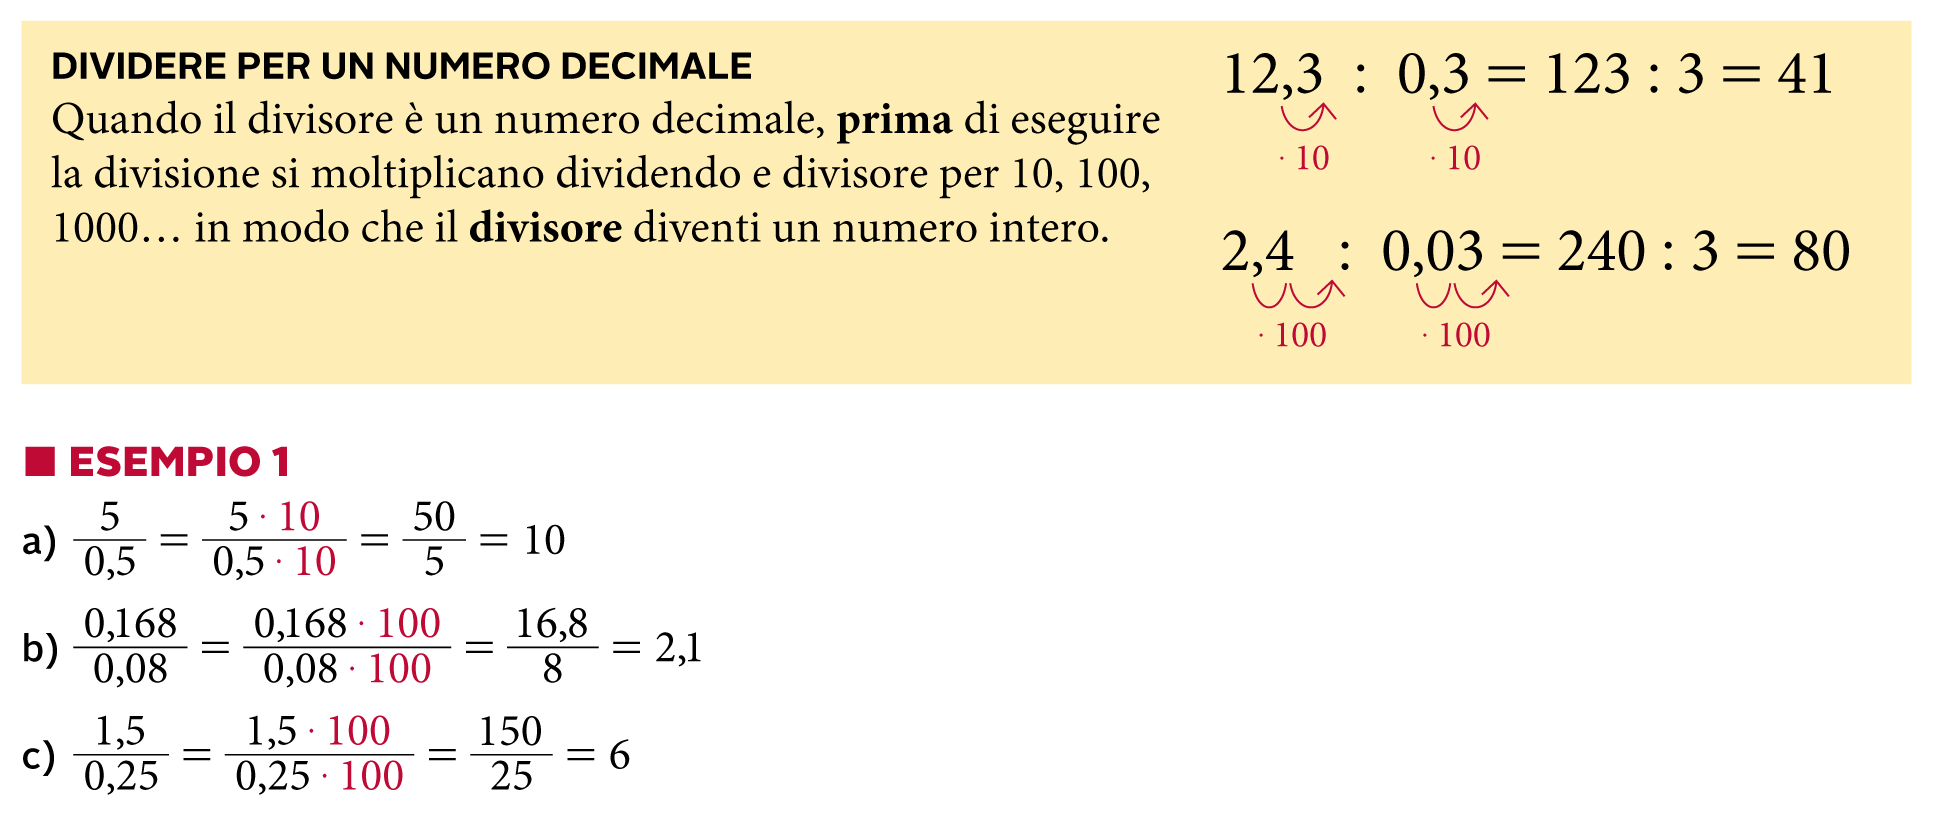 DIVIDERE PER UN NUMERO DECIMALE
Quando il divisore è un numero decimale, prima di eseguire
la divisione si moltiplicano dividendo e divisore per 10, 100,
1000… in modo che il divisore diventi un numero intero.
12,3 : 0,3 = 123 : 3 = 41
· 10 · 10
2,4 : 0,03 = 240 : 3 = 80
· 100 · 100
■ ESEMPIO 1
a) 5/0,5 = 5 · 10/0,5 · 10 = 50/5 = 10
b) 0,168/0,08 = 0,168 · 100/0,08 · 100 = 16,8/8 = 2,1
c) 1,5/0,25 = 1,5 · 100/0,25 · 100 = 150/25 = 6